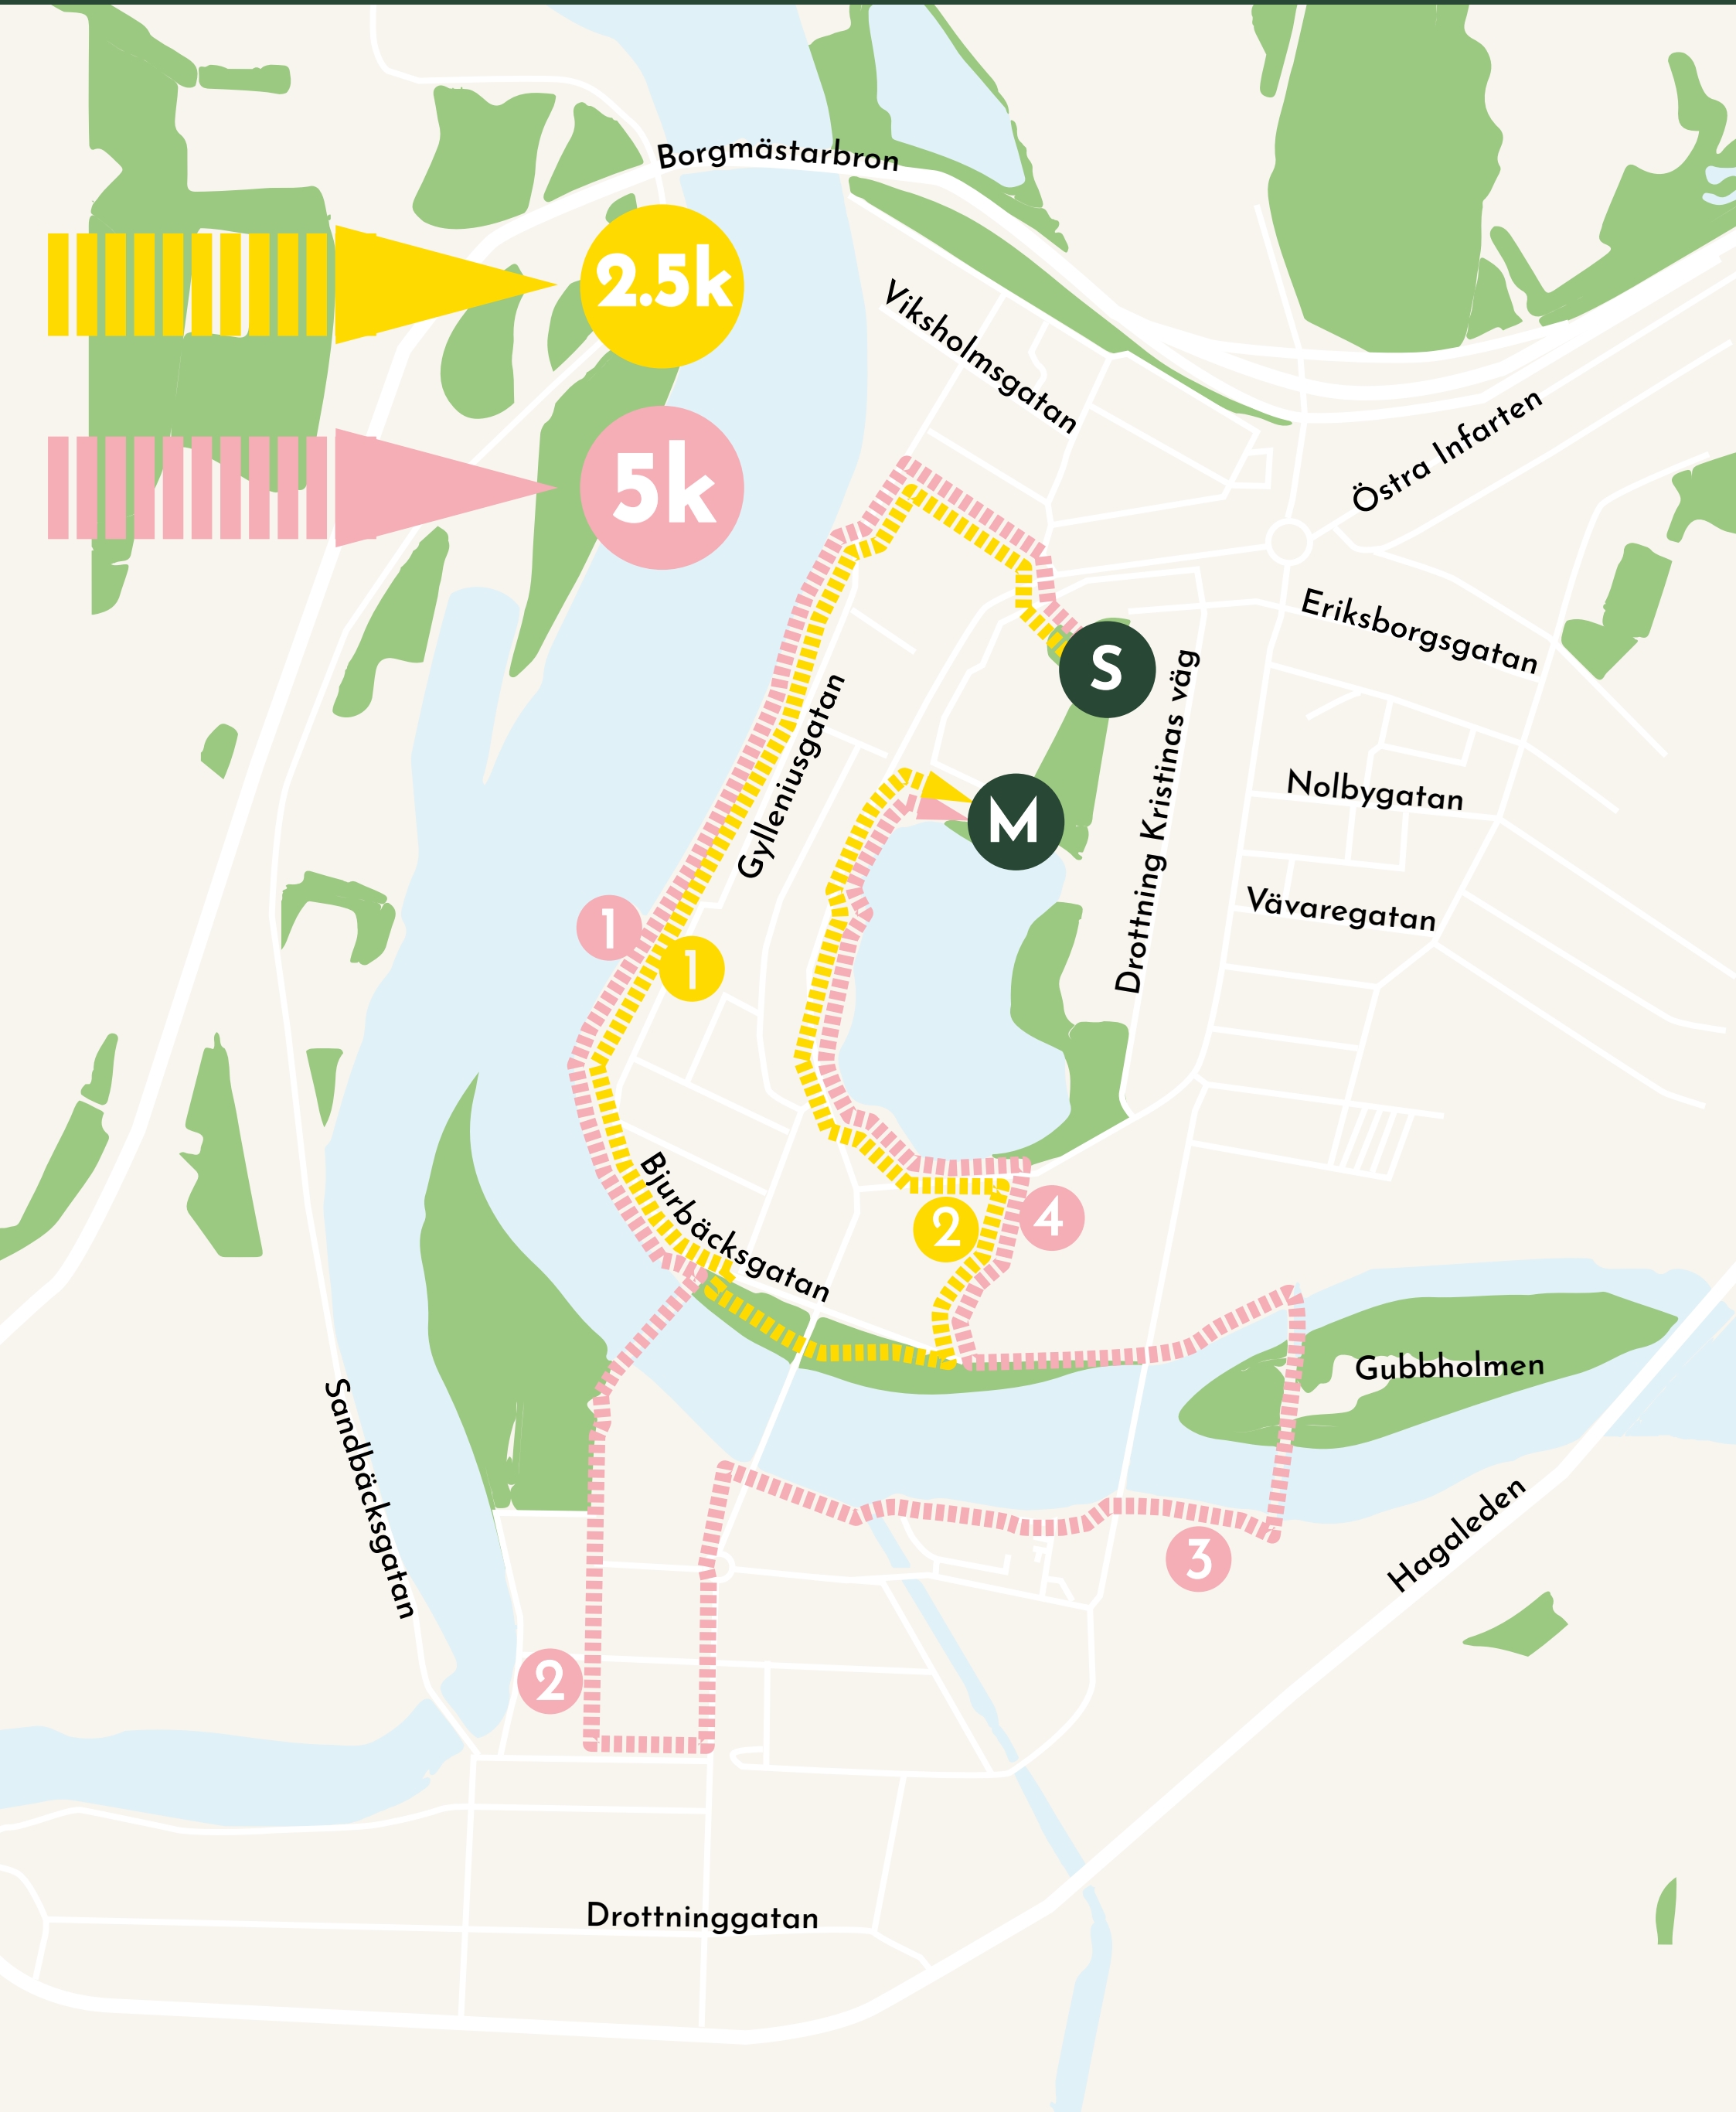 Borgmästarbron
2.5k
Viksholmsgatan
Östra Infarten
5k
Eriksborgsgatan
S
Drottning Kristinas väg
Gylleniusgatan
Nolbygatan
M
Vävaregatan
1
1
Bjurbäcksgatan
2
4
Gubbholmen
Sandbäcksgatan
Hagaleden
3
2
Drottninggatan